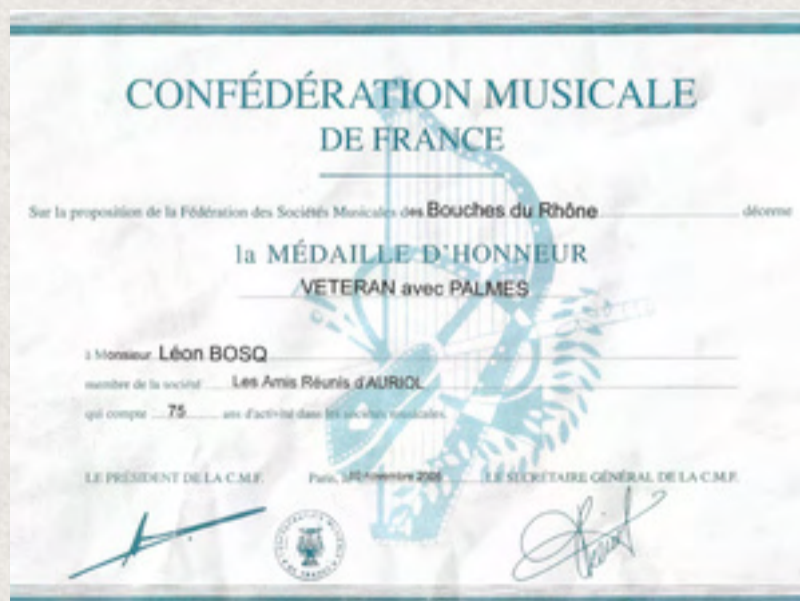 CONFÉDÉRATION MUSICALE
DE FRANCE
Sur la proposition de la Fédération des Sociétés Musicales des Bouches du Rhône décerne
la MÉDAILLE D'HONNEUR
VETERAN avec PALMES
à Monsieur Léon BOSQ
membre de la société Les Amis Réunis d'AURIOL
qui compte 75 ans d'activité dans les sociétés musicales.
LE PRÉSIDENT DE LA C.M.F. Paris, novembre LE SECRÉTAIRE GÉNÉRAL DE LA C.M.F.